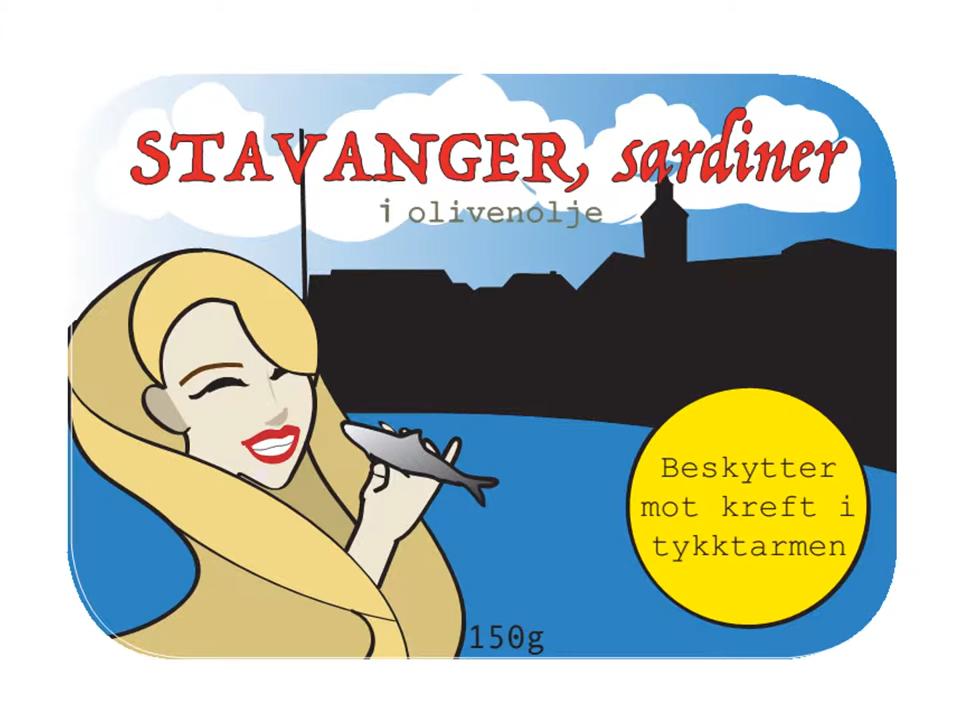 STAVANGER, sardiner
i olivenolje
Beskytter
mot kreft i
tykktarmen
150g